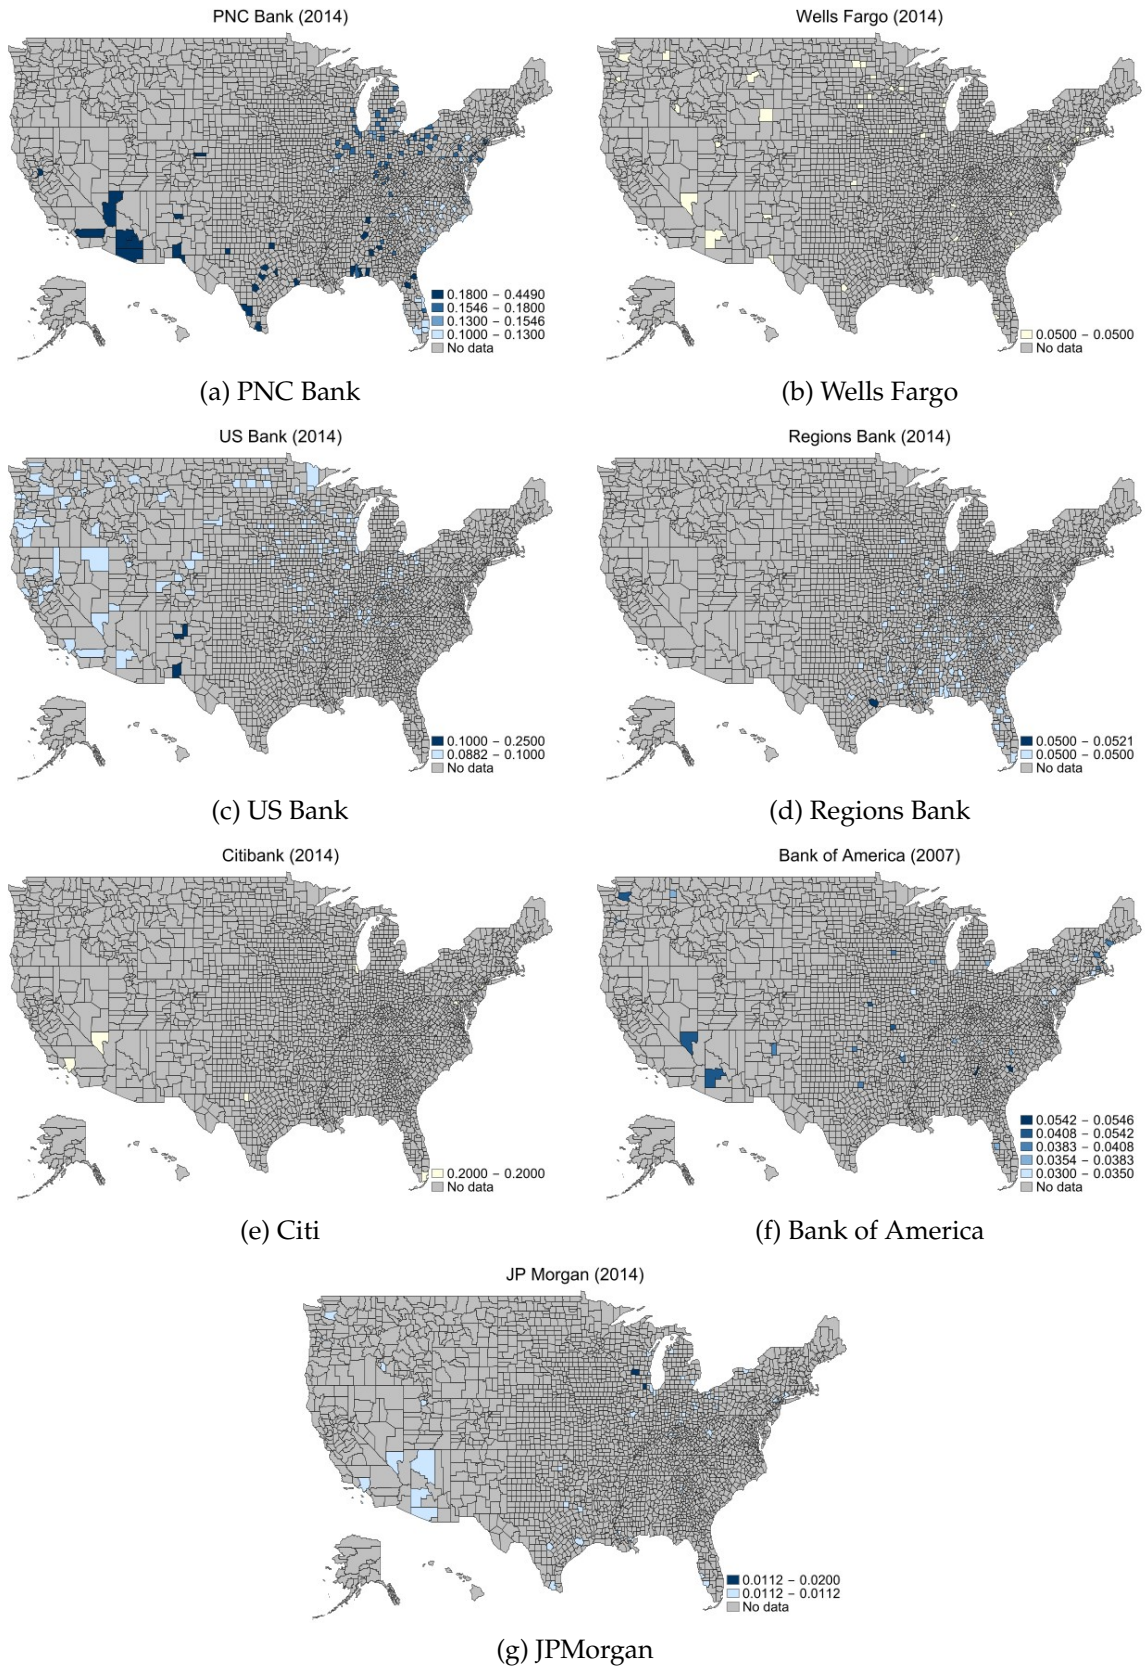 PNC Bank (2014)
0.1800 – 0.4490
0.1546 – 0.1800
0.1300 – 0.1546
0.1000 – 0.1300
No data
(a) PNC Bank
Wells Fargo (2014)
0.0500 – 0.0500
No data
(b) Wells Fargo
US Bank (2014)
0.1000 – 0.2500
0.0882 – 0.1000
No data
(c) US Bank
Regions Bank (2014)
0.0500 – 0.0521
0.0500 – 0.0500
No data
(d) Regions Bank
Citibank (2014)
0.2000 – 0.2000
No data
(e) Citi
Bank of America (2007)
0.0542 – 0.0546
0.0408 – 0.0542
0.0383 – 0.0408
0.0354 – 0.0383
0.0300 – 0.0350
No data
(f) Bank of America
JP Morgan (2014)
0.0112 – 0.0200
0.0112 – 0.0112
No data
(g) JPMorgan